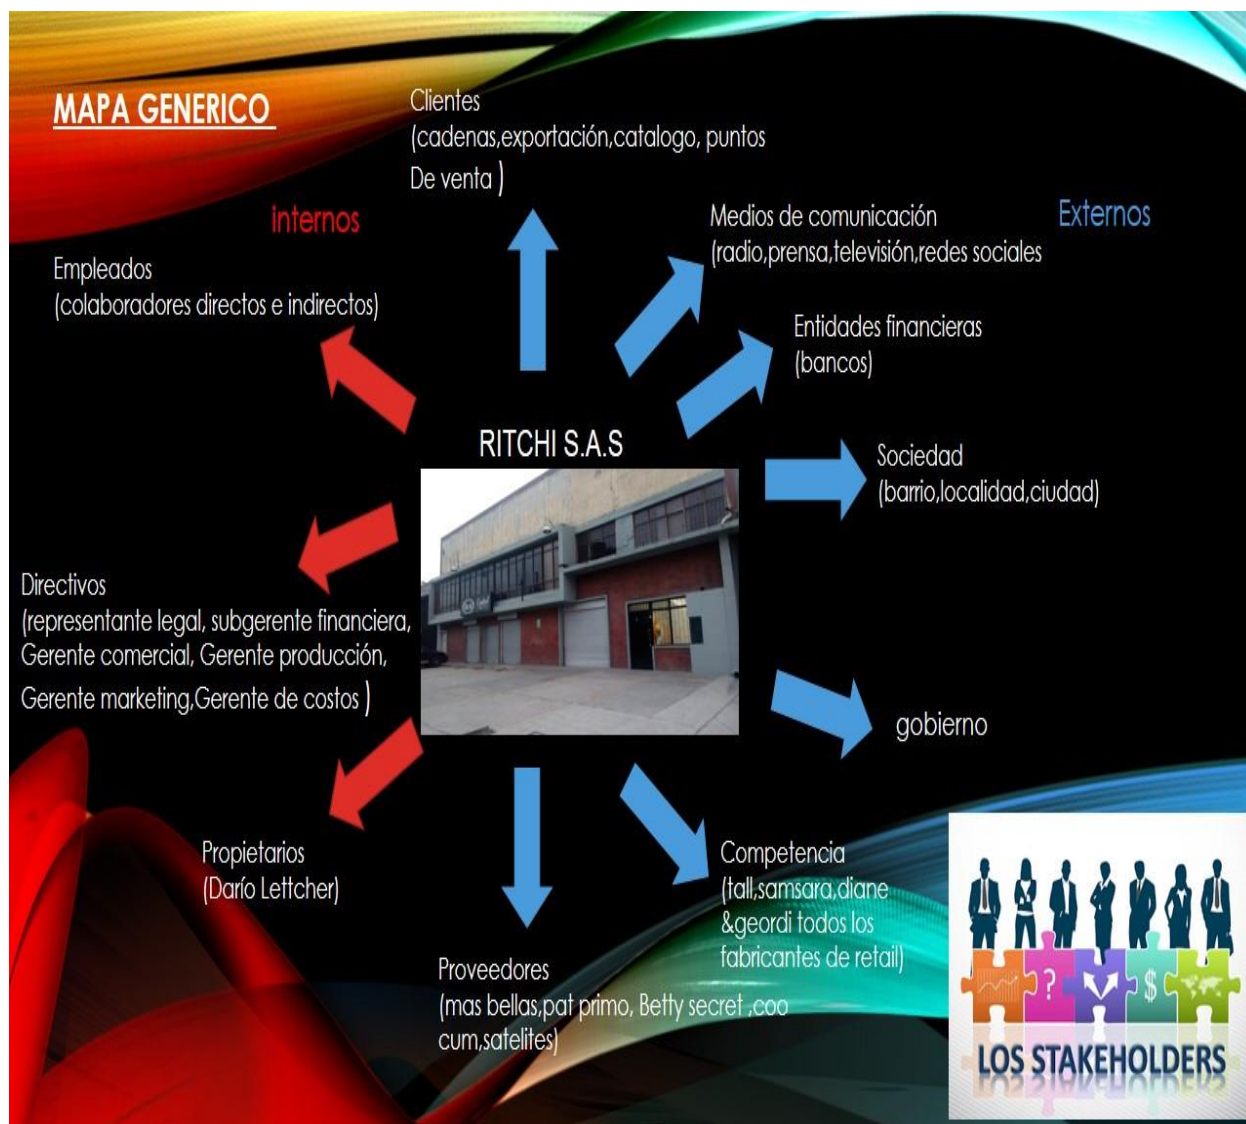 MAPA GENERICO
Clientes
(cadenas,exportación,catalogo, puntos
De venta )
internos
Medios de comunicación
(radio,prensa,televisión,redes sociales
Externos
Empleados
(colaboradores directos e indirectos)
Entidades financieras
(bancos)
RITCHI S.A.S
Sociedad
(barrio,localidad,ciudad)
Directivos
(representante legal, subgerente financiera,
Gerente comercial, Gerente producción,
Gerente marketing,Gerente de costos )
gobierno
Propietarios
(Darío Lettcher)
Competencia
(tall,samsara,diane
&geordi todos los
fabricantes de retail)
Proveedores
(mas bellas,pat primo, Betty secret ,coo
cum,satelites)
? $
LOS STAKEHOLDERS